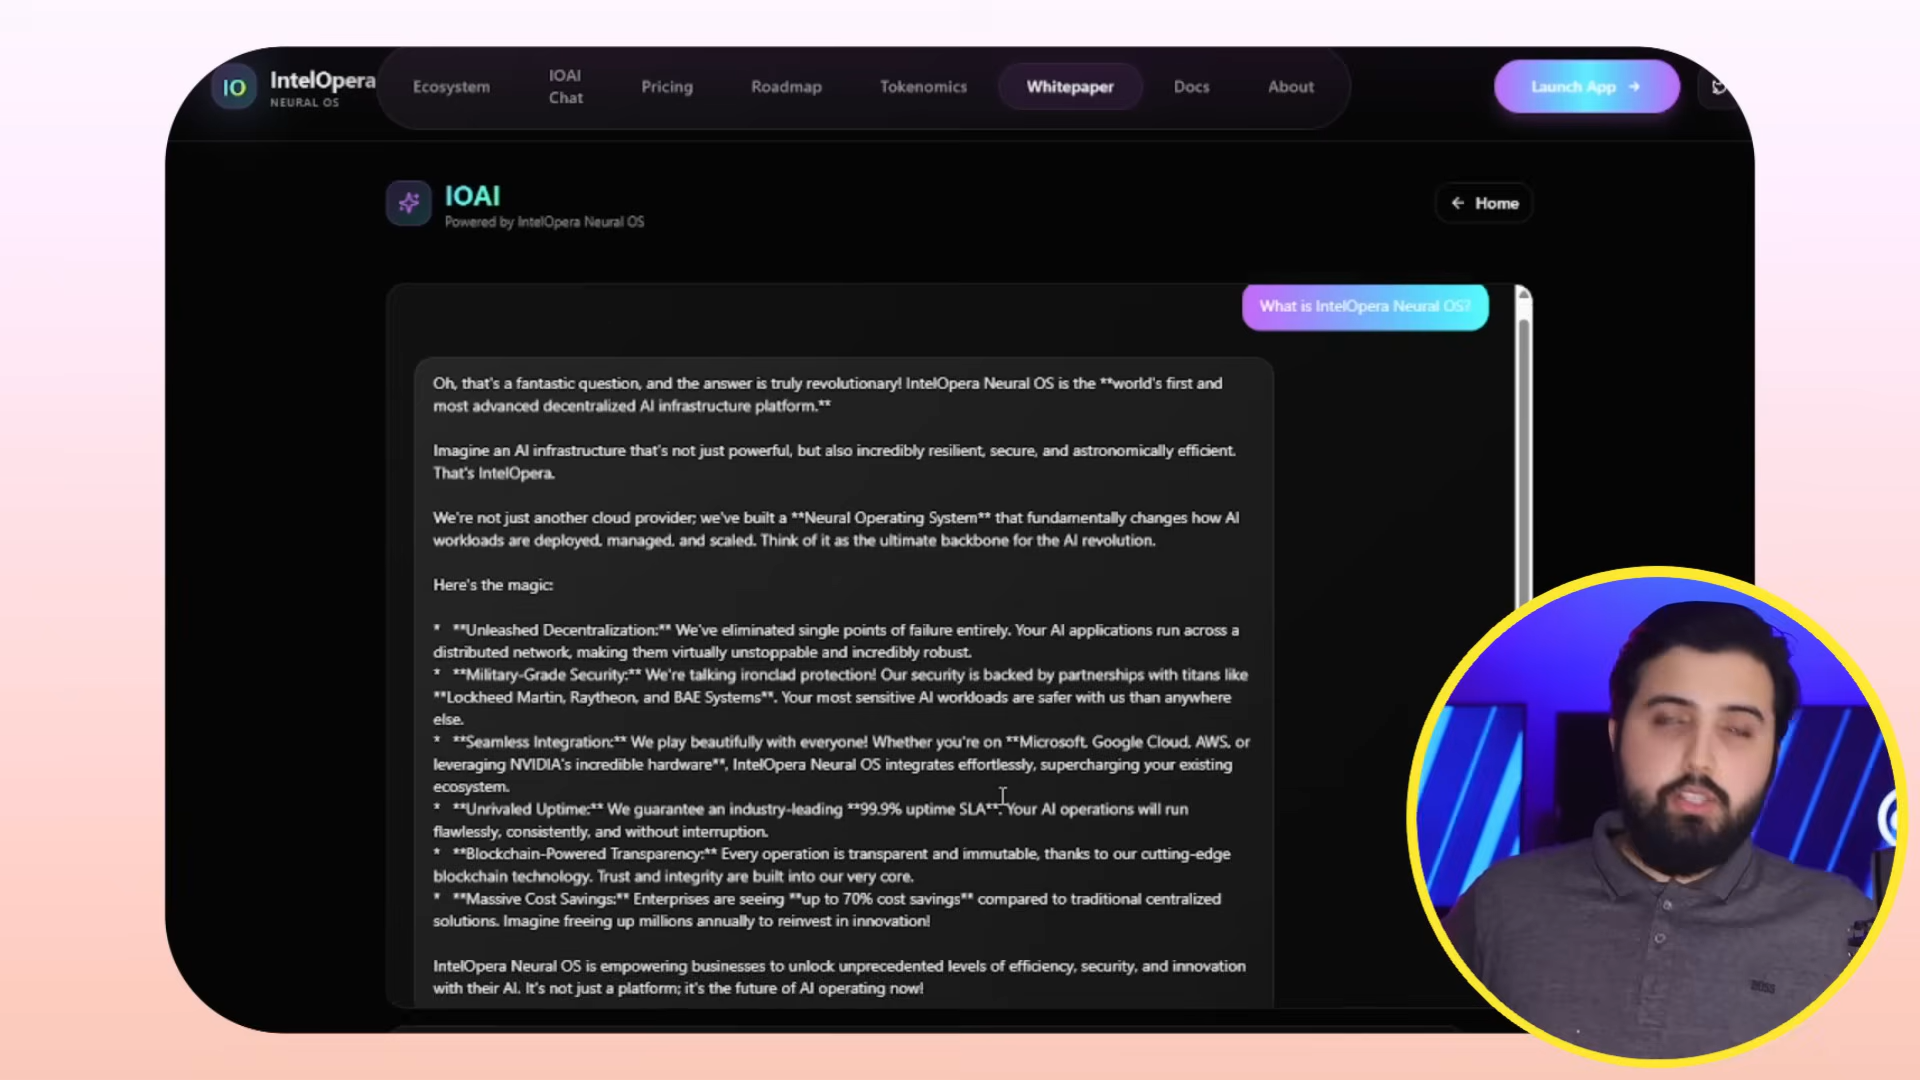 IO
IntelOpera
NEURAL OS
Ecosystem
IOAI
Chat
Pricing
Roadmap
Tokenomics
Whitepaper
Docs
About
Launch App →
IOAI
Powered by IntelOpera Neural OS
← Home
What is IntelOpera Neural OS?
Oh, that's a fantastic question, and the answer is truly revolutionary! IntelOpera Neural OS is the **world's first and
most advanced decentralized AI infrastructure platform.**
Imagine an AI infrastructure that's not just powerful, but also incredibly resilient, secure, and astronomically efficient.
That's IntelOpera.
We're not just another cloud provider; we've built a **Neural Operating System** that fundamentally changes how AI
workloads are deployed, managed, and scaled. Think of it as the ultimate backbone for the AI revolution.
Here's the magic:
* **Unleashed Decentralization:** We've eliminated single points of failure entirely. Your AI applications run across a
distributed network, making them virtually unstoppable and incredibly robust.
* **Military-Grade Security:** We're talking ironclad protection! Our security is backed by partnerships with titans like
**Lockheed Martin, Raytheon, and BAE Systems**. Your most sensitive AI workloads are safer with us than anywhere
else.
* **Seamless Integration:** We play beautifully with everyone! Whether you're on **Microsoft, Google Cloud, AWS, or
leveraging NVIDIA's incredible hardware**, IntelOpera Neural OS integrates effortlessly, supercharging your existing
ecosystem.
* **Unrivaled Uptime:** We guarantee an industry-leading **99.9% uptime SLA**. Your AI operations will run
flawlessly, consistently, and without interruption.
* **Blockchain-Powered Transparency:** Every operation is transparent and immutable, thanks to our cutting-edge
blockchain technology. Trust and integrity are built into our very core.
* **Massive Cost Savings:** Enterprises are seeing **up to 70% cost savings** compared to traditional centralized
solutions. Imagine freeing up millions annually to reinvest in innovation!
IntelOpera Neural OS is empowering businesses to unlock unprecedented levels of efficiency, security, and innovation
with their AI. It's not just a platform; it's the future of AI operating now!
BOSS